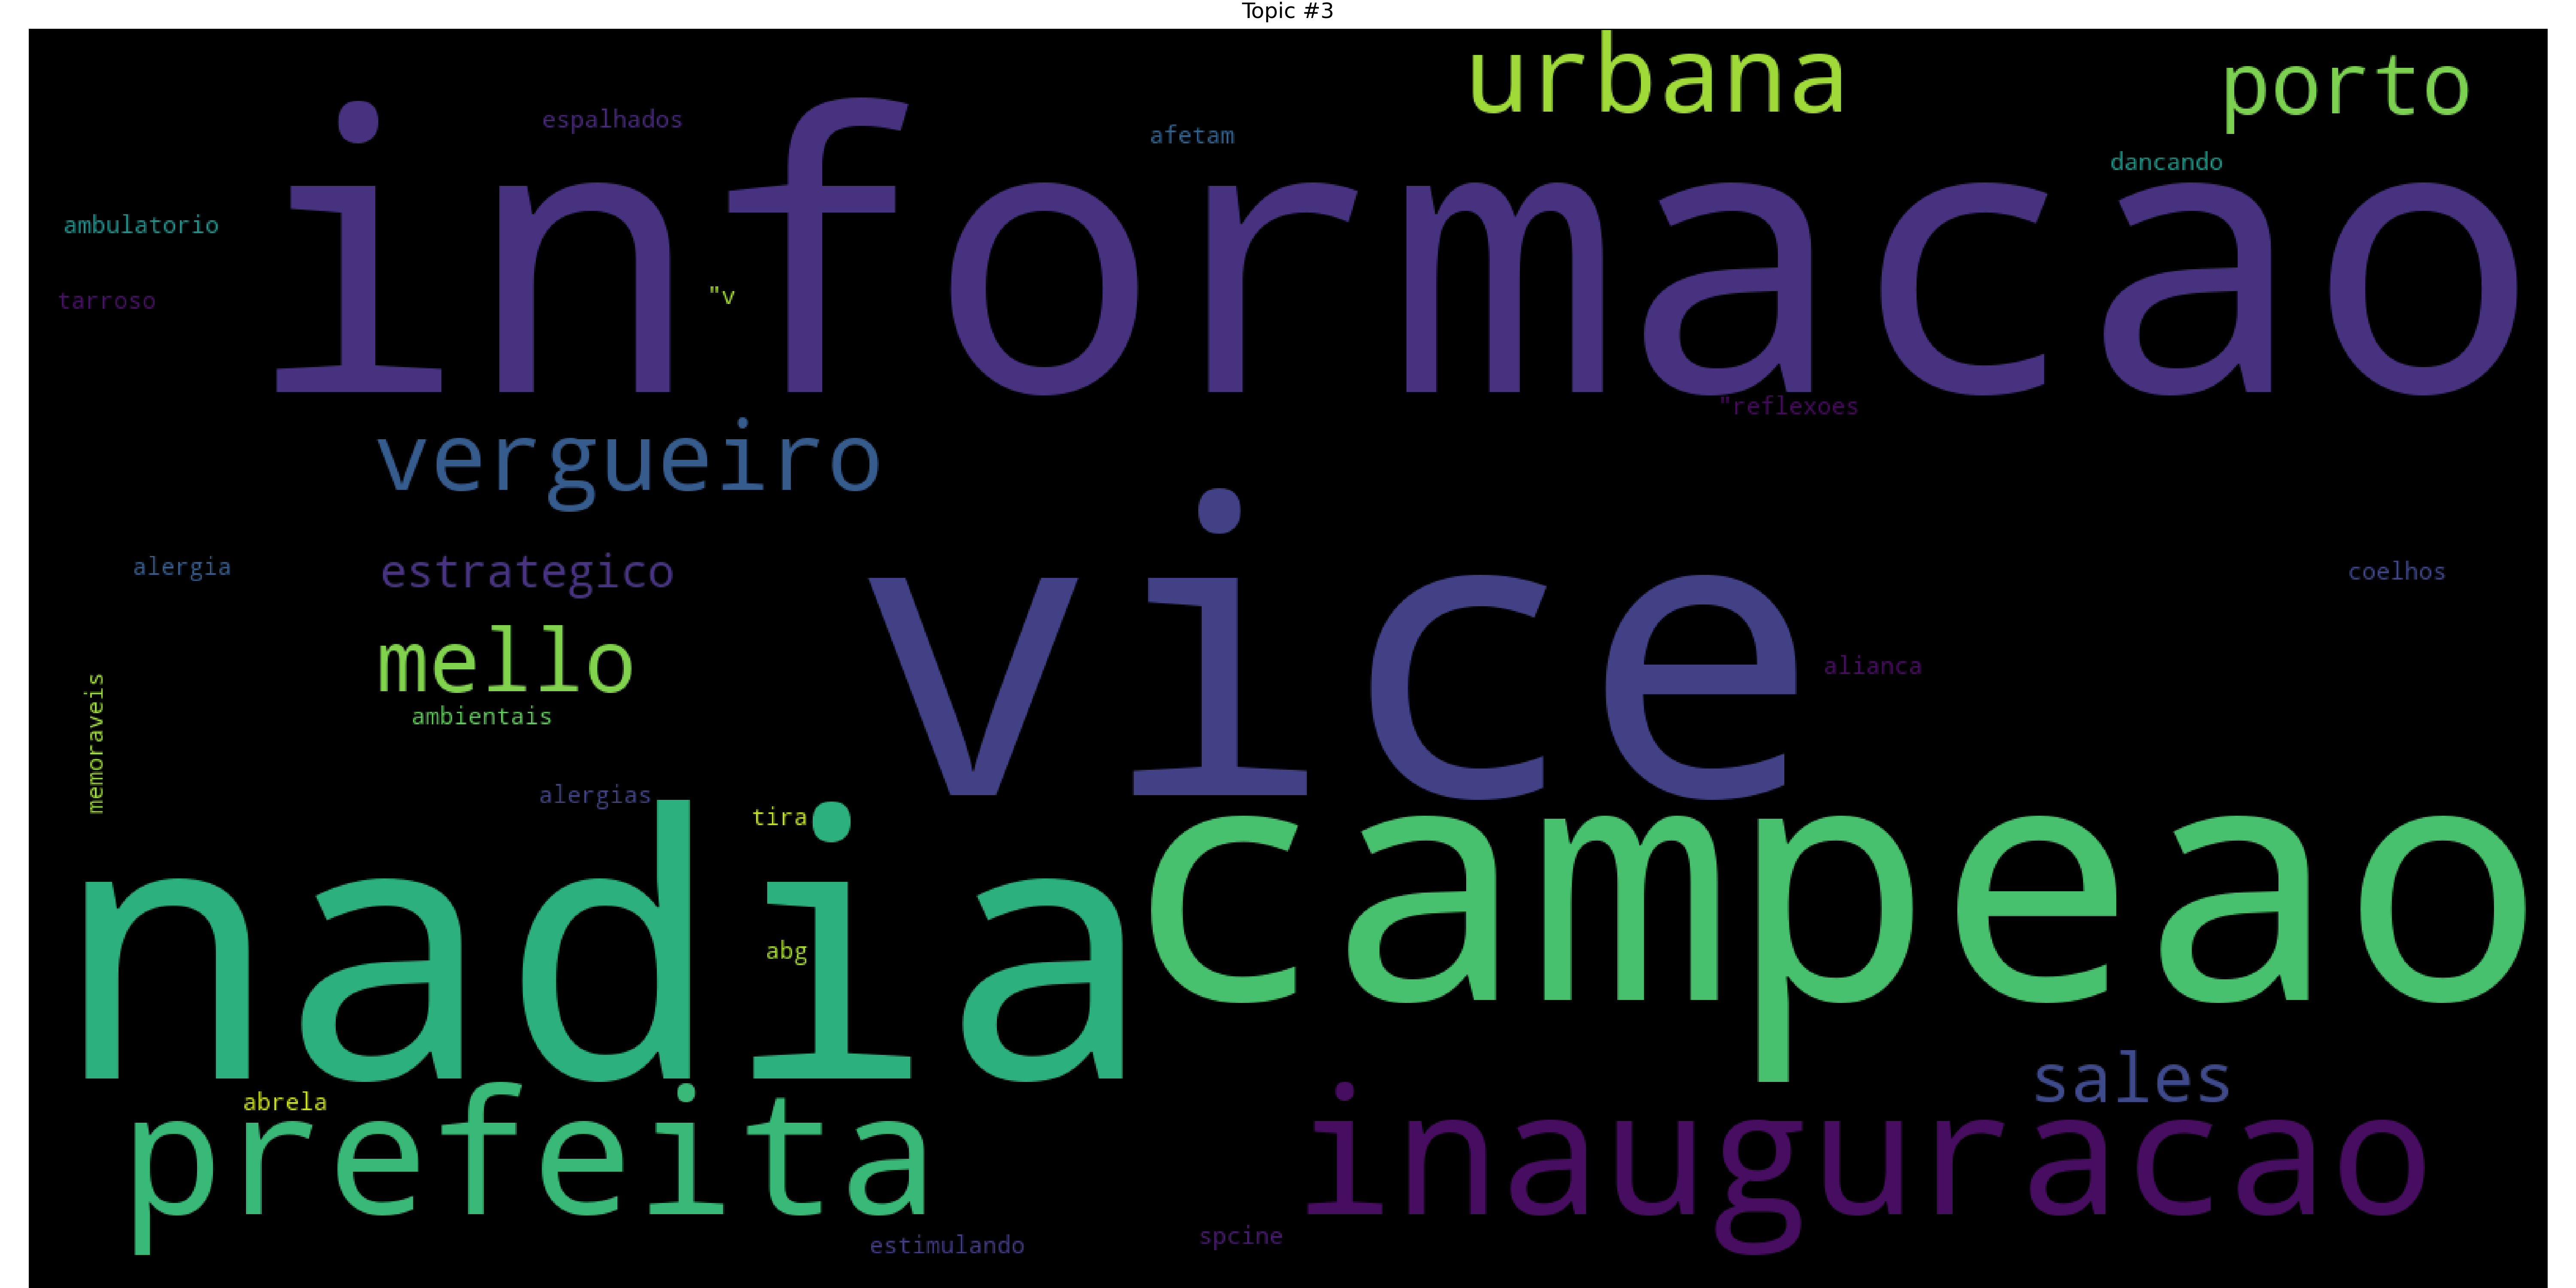 Topic #3
urbana
porto
espalhados
afetam
dancando
informacao
ambulatorio
tarroso
"v
"reflexoes
vergueiro
vice
alergia
estrategico
coelhos
mello
alianca
ambientais
memoraveis
alergias
tira
nadia
campeao
abg
sales
abrela
prefeita
inauguracao
estimulando
spcine